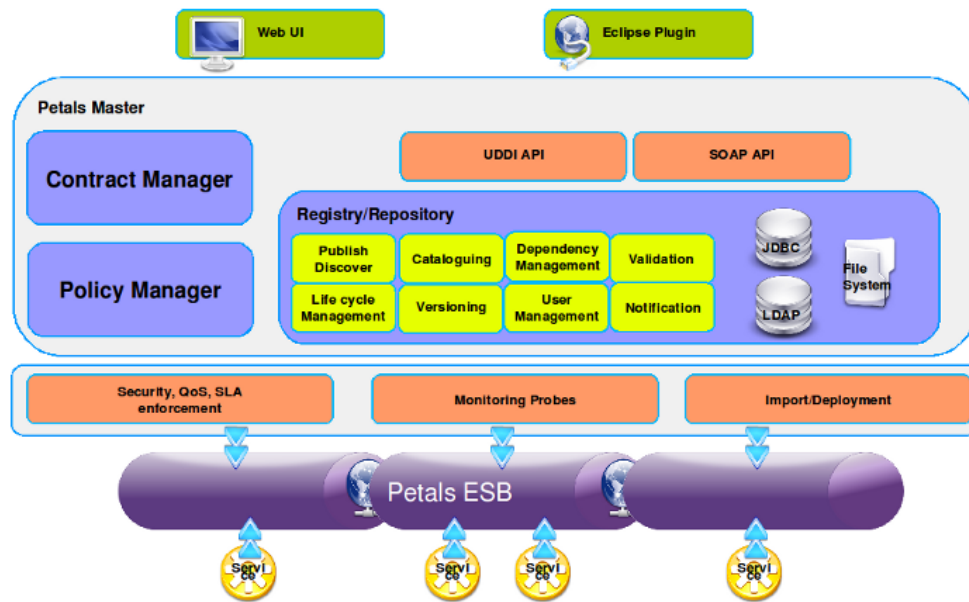 Web UI
Eclipse Plugin
Petals Master
Contract Manager
Policy Manager
UDDI API
SOAP API
Registry/Repository
Publish
Discover
Cataloguing
Dependency
Management
Validation
Life cycle
Management
Versioning
User
Management
Notification
JDBC
LDAP
File
System
Security, QoS, SLA
enforcement
Monitoring Probes
Import/Deployment
Petals ESB
Servi
ce
Servi
ce
Servi
ce
Servi
ce